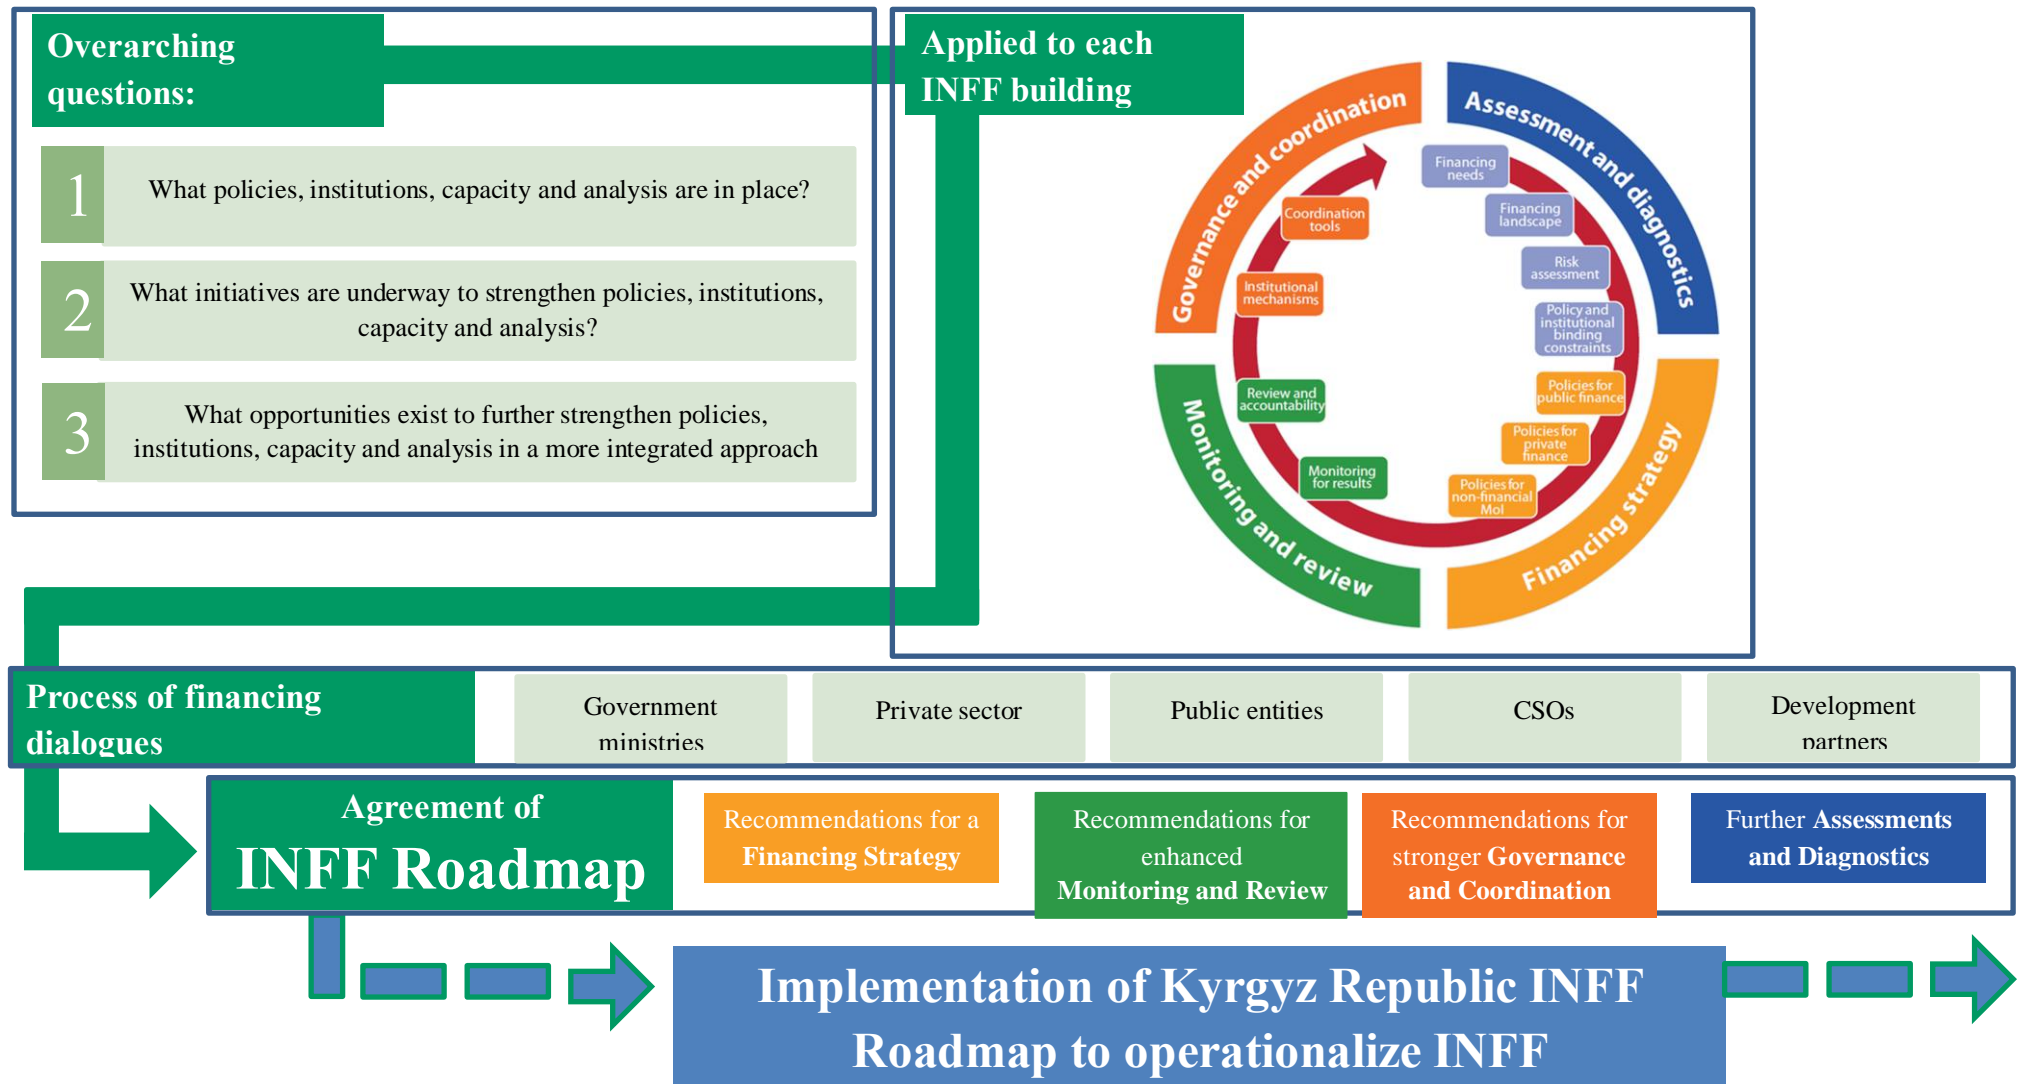 Overarching
questions:
1
What policies, institutions, capacity and analysis are in place?
2
What initiatives are underway to strengthen policies, institutions,
capacity and analysis?
3
What opportunities exist to further strengthen policies,
institutions, capacity and analysis in a more integrated approach
Applied to each
INFF building
Governance and coordination
Assessment and diagnostics
Financing strategy
Monitoring and review
Financing
needs
Financing
landscape
Risk
assessment
Policy and
institutional
binding
constraints
Policies for
public finance
Policies for
private
finance
Policies for
non-financial
MoI
Monitoring
for results
Review and
accountability
Institutional
mechanisms
Coordination
tools
Process of financing
dialogues
Government
ministries
Private sector
Public entities
CSOs
Development
partners
Agreement of
INFF Roadmap
Recommendations for a
Financing Strategy
Recommendations for
enhanced
Monitoring and Review
Recommendations for
stronger Governance
and Coordination
Further Assessments
and Diagnostics
Implementation of Kyrgyz Republic INFF
Roadmap to operationalize INFF